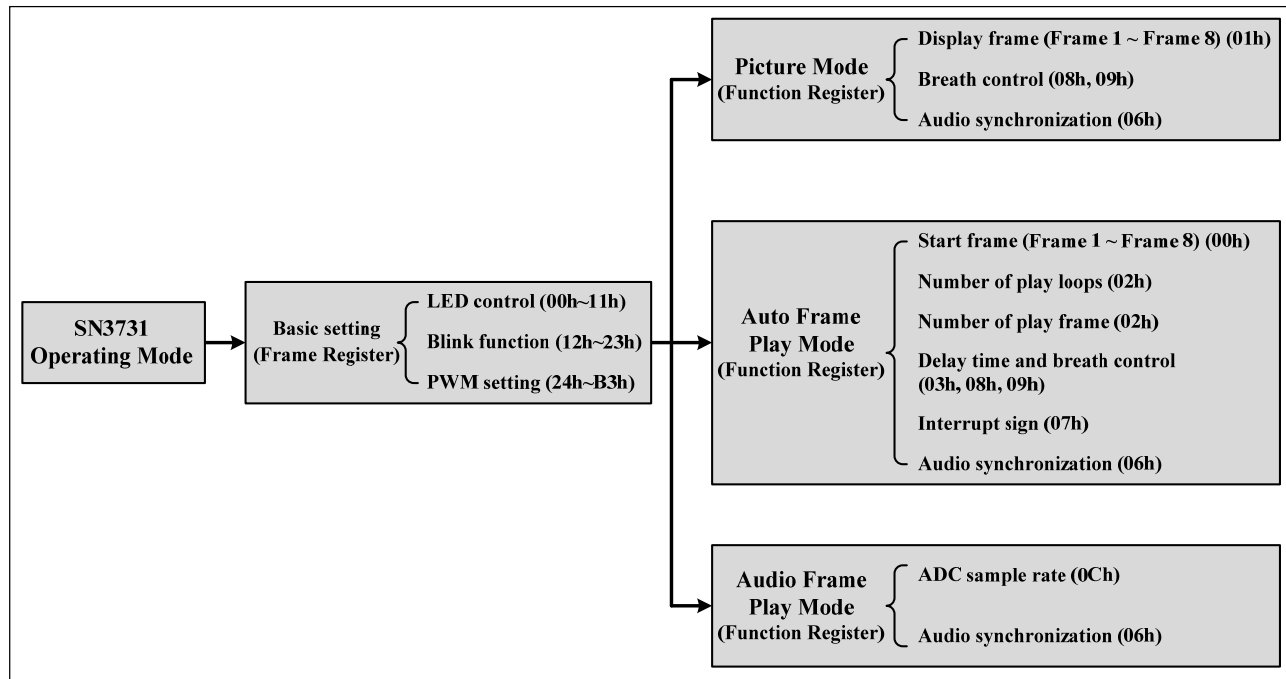 SN3731
Operating Mode
Basic setting
(Frame Register)
LED control (00h~11h)
Blink function (12h~23h)
PWM setting (24h~B3h)
Picture Mode
(Function Register)
Display frame (Frame 1 ~ Frame 8) (01h)
Breath control (08h, 09h)
Audio synchronization (06h)
Auto Frame
Play Mode
(Function Register)
Start frame (Frame 1 ~ Frame 8) (00h)
Number of play loops (02h)
Number of play frame (02h)
Delay time and breath control
(03h, 08h, 09h)
Interrupt sign (07h)
Audio synchronization (06h)
Audio Frame
Play Mode
(Function Register)
ADC sample rate (0Ch)
Audio synchronization (06h)